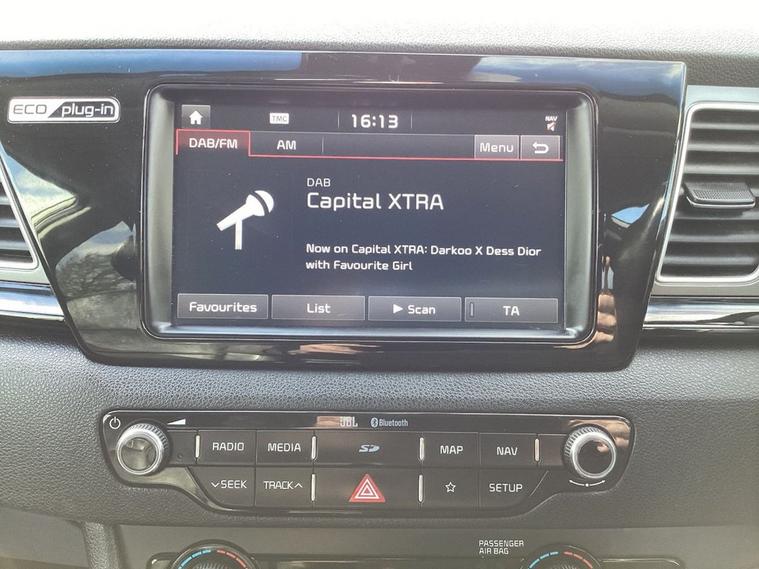 ECO plug-in
TMC 16:13 NAV
DAB/FM AM Menu
DAB
Capital XTRA
Now on Capital XTRA: Darkoo X Dess Dior
with Favourite Girl
Favourites List Scan TA
JBL Bluetooth
RADIO MEDIA SD MAP NAV
SEEK TRACK SETUP
PASSENGER
AIR BAG